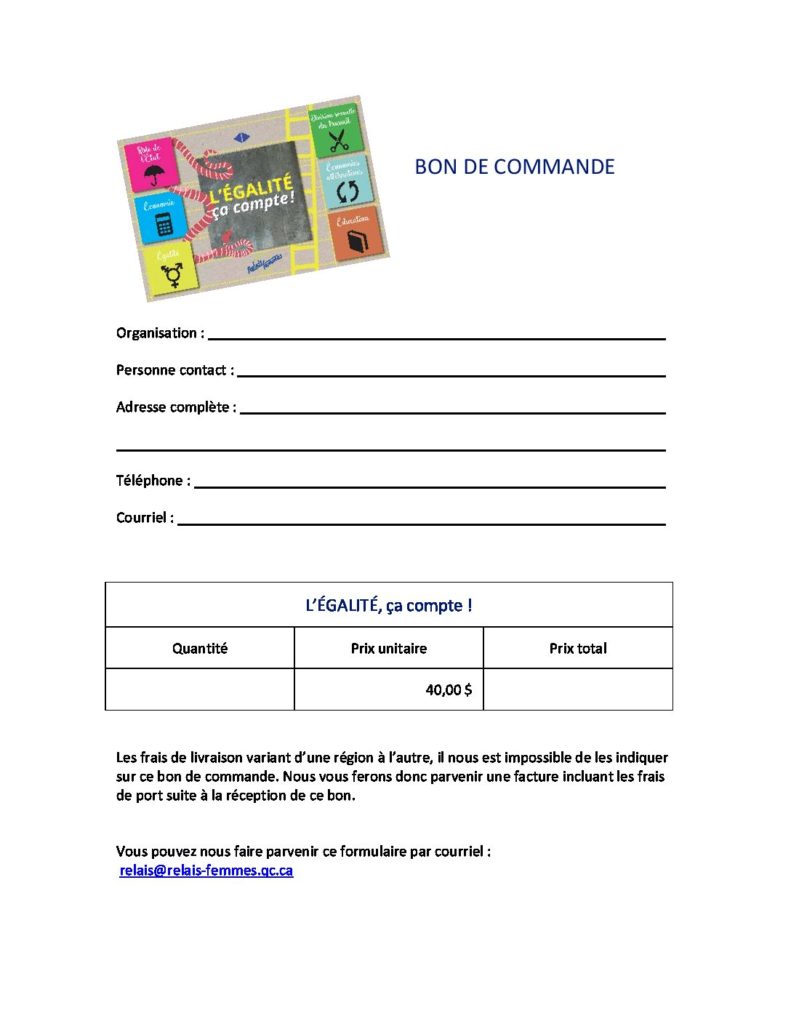 Rôle de
l'État
Économie
Égalité
L'ÉGALITÉ
ça compte!
Division sexuelle
du travail
Économies
alternatives
Éducation
Relais-femmes
BON DE COMMANDE
Organisation :
Personne contact :
Adresse complète :
Téléphone :
Courriel :
L'ÉGALITÉ, ça compte !
Quantité Prix unitaire Prix total
40,00 $
Les frais de livraison variant d'une région à l'autre, il nous est impossible de les indiquer
sur ce bon de commande. Nous vous ferons donc parvenir une facture incluant les frais
de port suite à la réception de ce bon.
Vous pouvez nous faire parvenir ce formulaire par courriel :
relais@relais-femmes.qc.ca